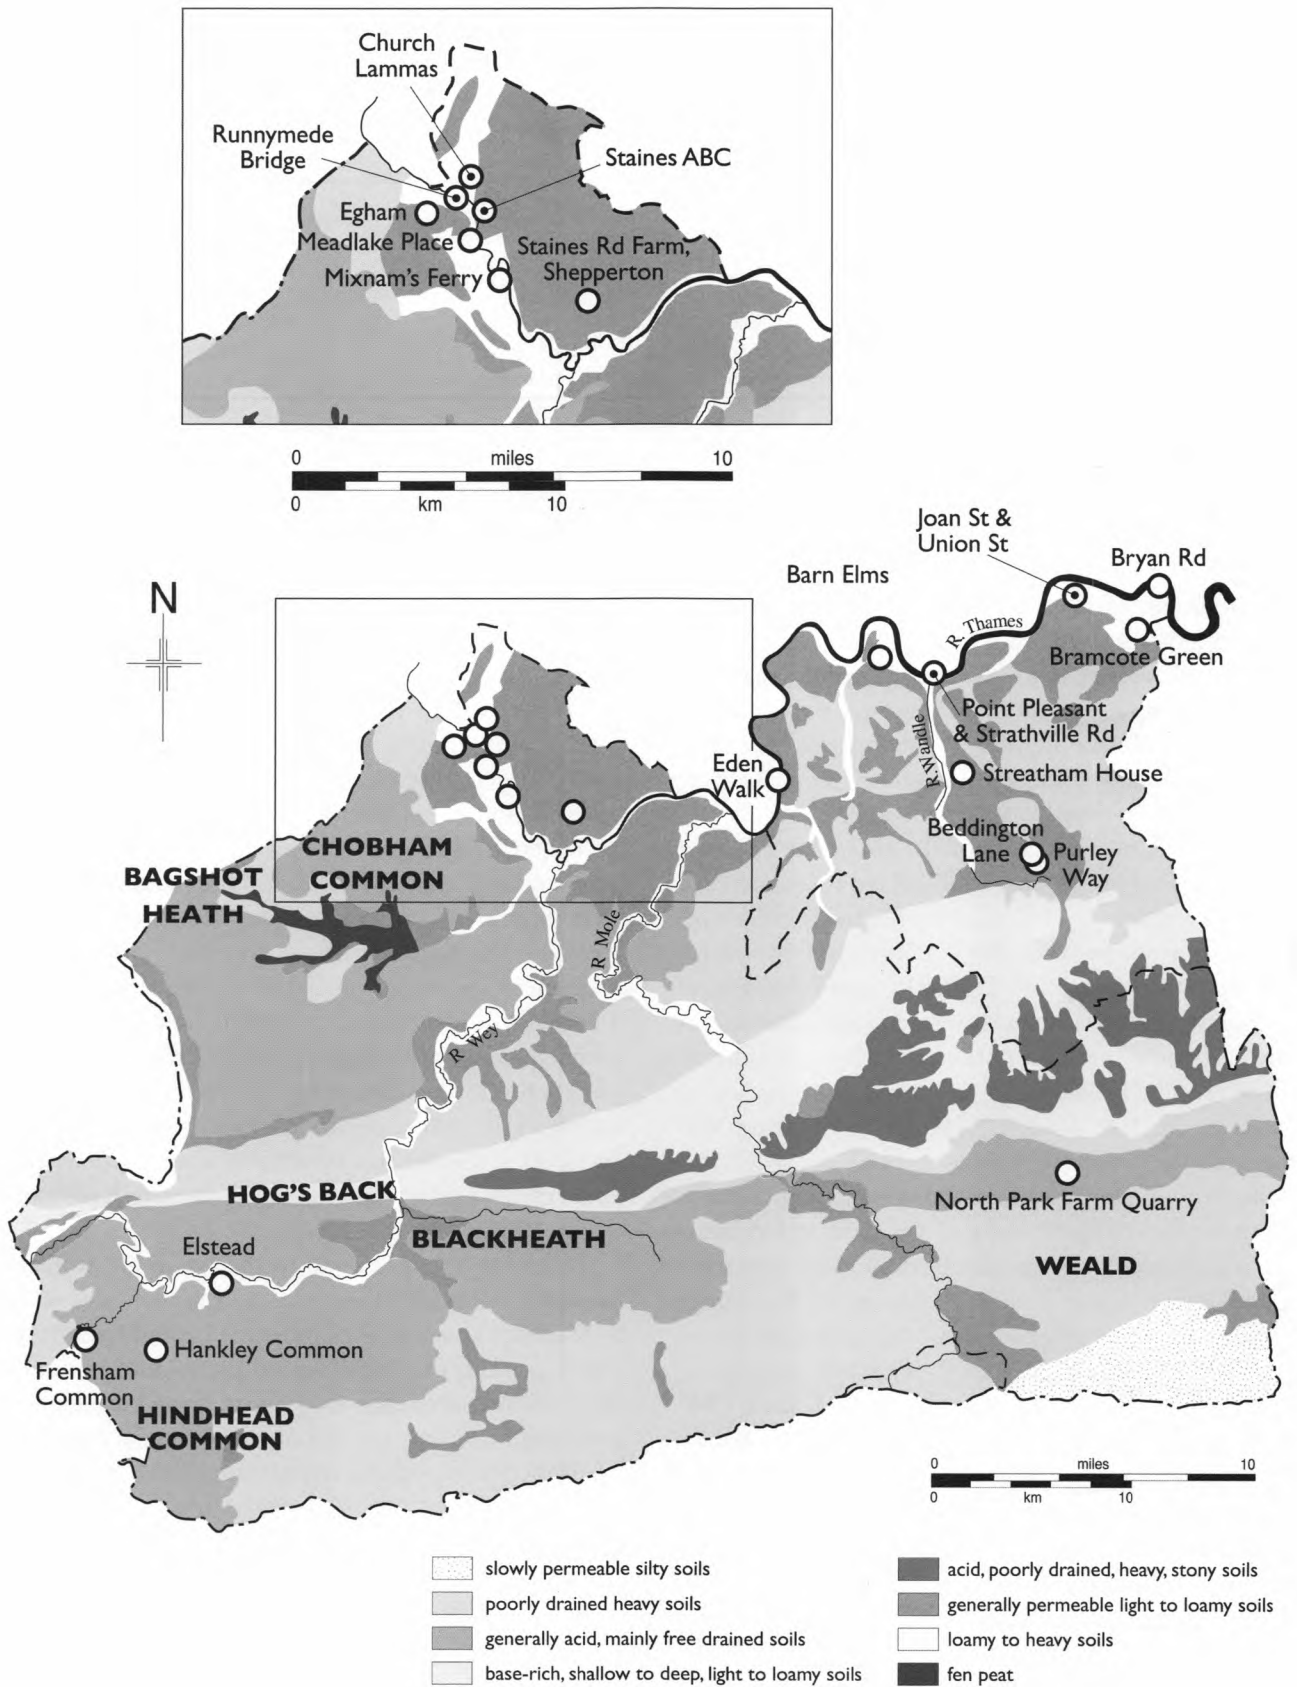 Church
Lammas
Runnymede
Bridge
Staines ABC
Egham
Meadlake Place
Staines Rd Farm,
Shepperton
Mixnam's Ferry
0 miles 10
0 km 10
Joan St &
Union St
Bryan Rd
Barn Elms
N
R. Thames
Bramcote Green
Point Pleasant
& Strathville Rd
R. Wandle
Eden
Walk
Streatham House
Beddington
Lane
Purley
Way
CHOBHAM
COMMON
BAGSHOT
HEATH
R Mole
R Wey
HOG'S BACK
North Park Farm Quarry
BLACKHEATH
Elstead
WEALD
Hankley Common
Frensham
Common
HINDHEAD
COMMON
0 miles 10
0 km 10
slowly permeable silty soils
poorly drained heavy soils
generally acid, mainly free drained soils
base-rich, shallow to deep, light to loamy soils
acid, poorly drained, heavy, stony soils
generally permeable light to loamy soils
loamy to heavy soils
fen peat